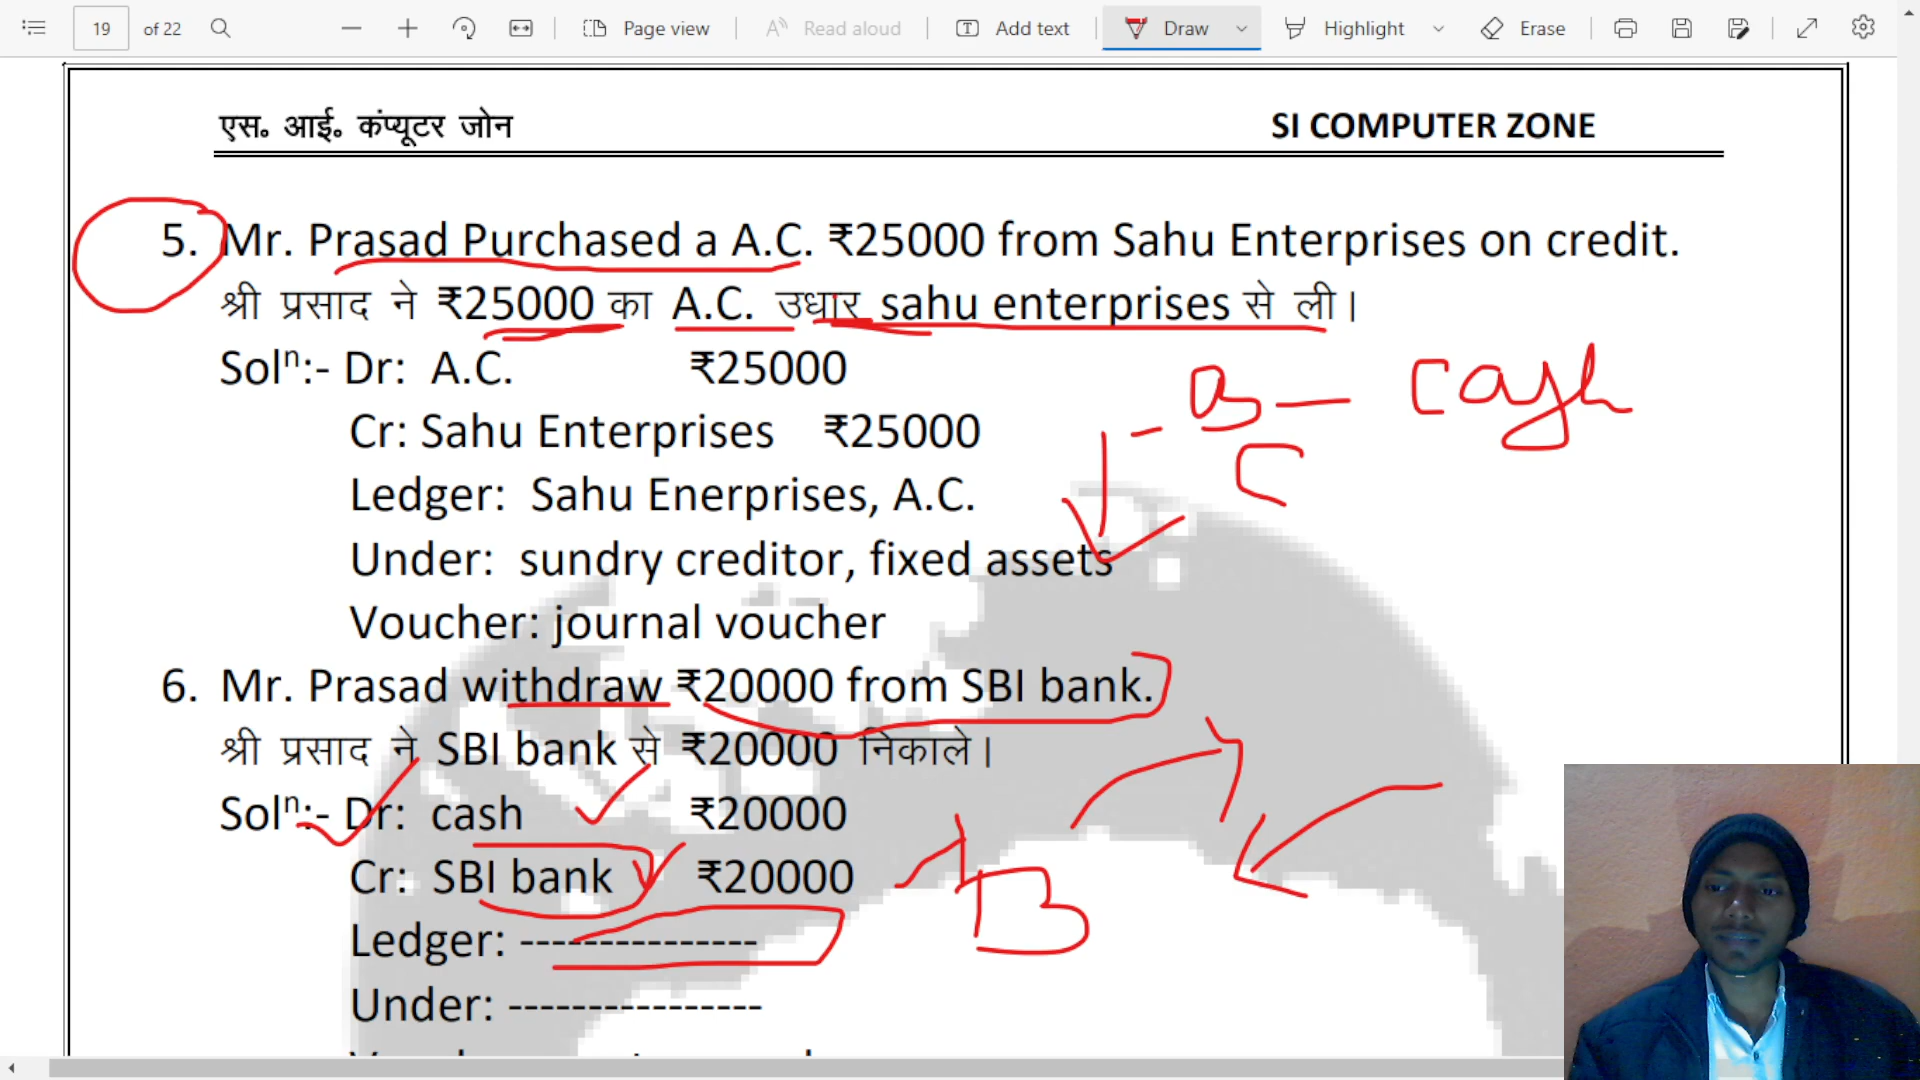 19 of 22 Page view Read aloud Add text Draw Highlight Erase
एस॰ आई॰ कंप्यूटर जोन SI COMPUTER ZONE
5. Mr. Prasad Purchased a A.C. ₹25000 from Sahu Enterprises on credit.
श्री प्रसाद ने ₹25000 का A.C. उधार sahu enterprises से ली।
Solⁿ:- Dr: A.C. ₹25000
B — Cash
Cr: Sahu Enterprises ₹25000
C
Ledger: Sahu Enerprises, A.C.
Under: sundry creditor, fixed assets
Voucher: journal voucher
6. Mr. Prasad withdraw ₹20000 from SBI bank.
श्री प्रसाद ने SBI bank से ₹20000 निकाले।
Solⁿ:- Dr: cash ₹20000
Cr: SBI bank ₹20000
B
Ledger: ---------------
Under: ----------------